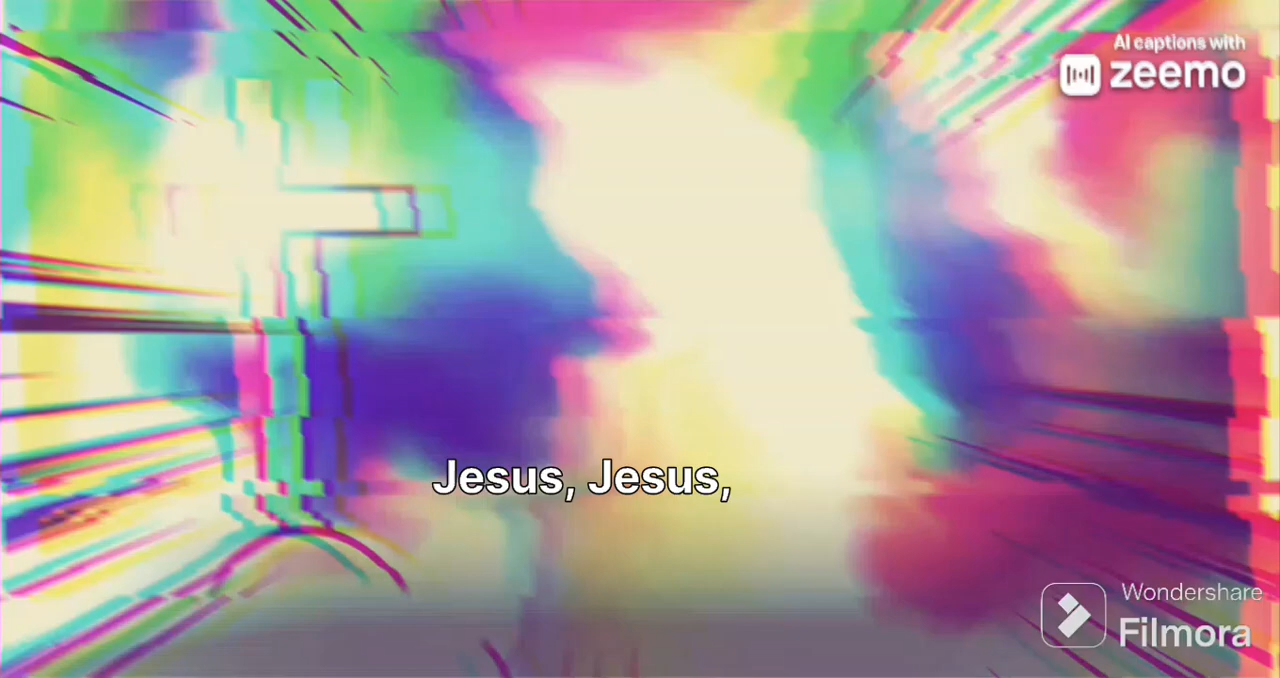 AI captions with
zeemo
Jesus, Jesus,
Wondershare
Filmora